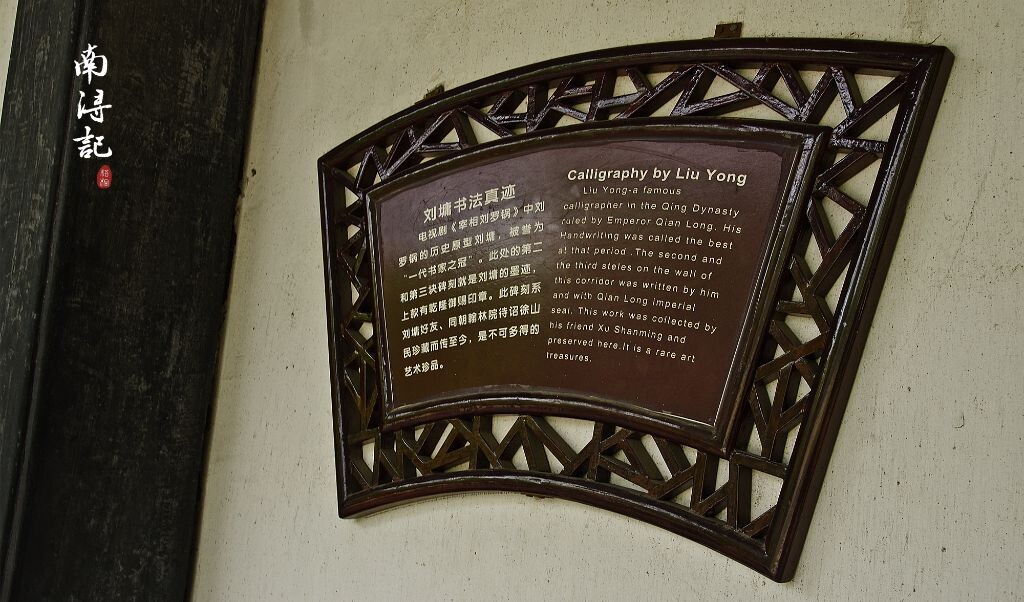 南
浔
記
刘墉书法真迹
电视剧《宰相刘罗锅》中刘
罗锅的历史原型刘墉，被誉为
“一代书家之冠”。此处的第二
和第三块碑刻就是刘墉的墨迹，
上款有乾隆御赐印章。此碑刻系
刘墉好友、同朝翰林院待诏徐山
民珍藏而传至今，是不可多得的
艺术珍品。
Calligraphy by Liu Yong
Liu Yong-a famous
calligrapher in the Qing Dynasty
ruled by Emperor Qian Long. His
Handwriting was called the best
at that period .The second and
the third steles on the wall of
this corridor was written by him
and with Qian Long imperial
seal. This work was collected by
his friend Xu Shanming and
preserved here.It is a rare art
treasures.